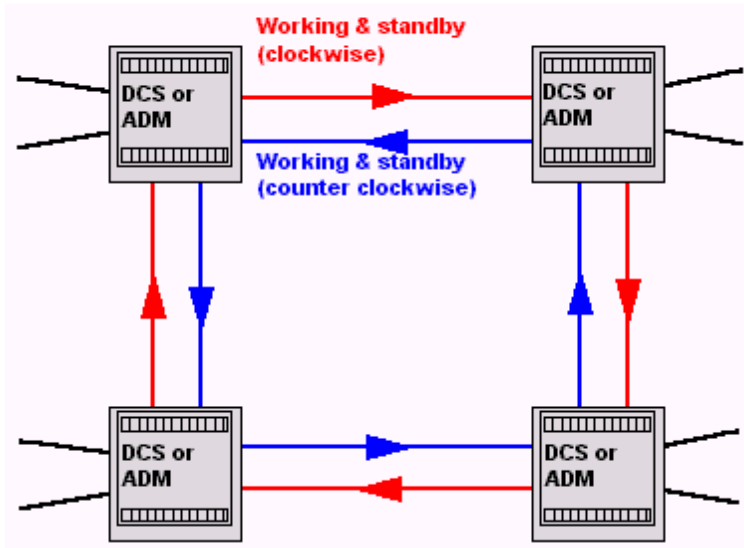 Working & standby
(clockwise)
DCS or
ADM
DCS or
ADM
Working & standby
(counter clockwise)
DCS or
ADM
DCS or
ADM